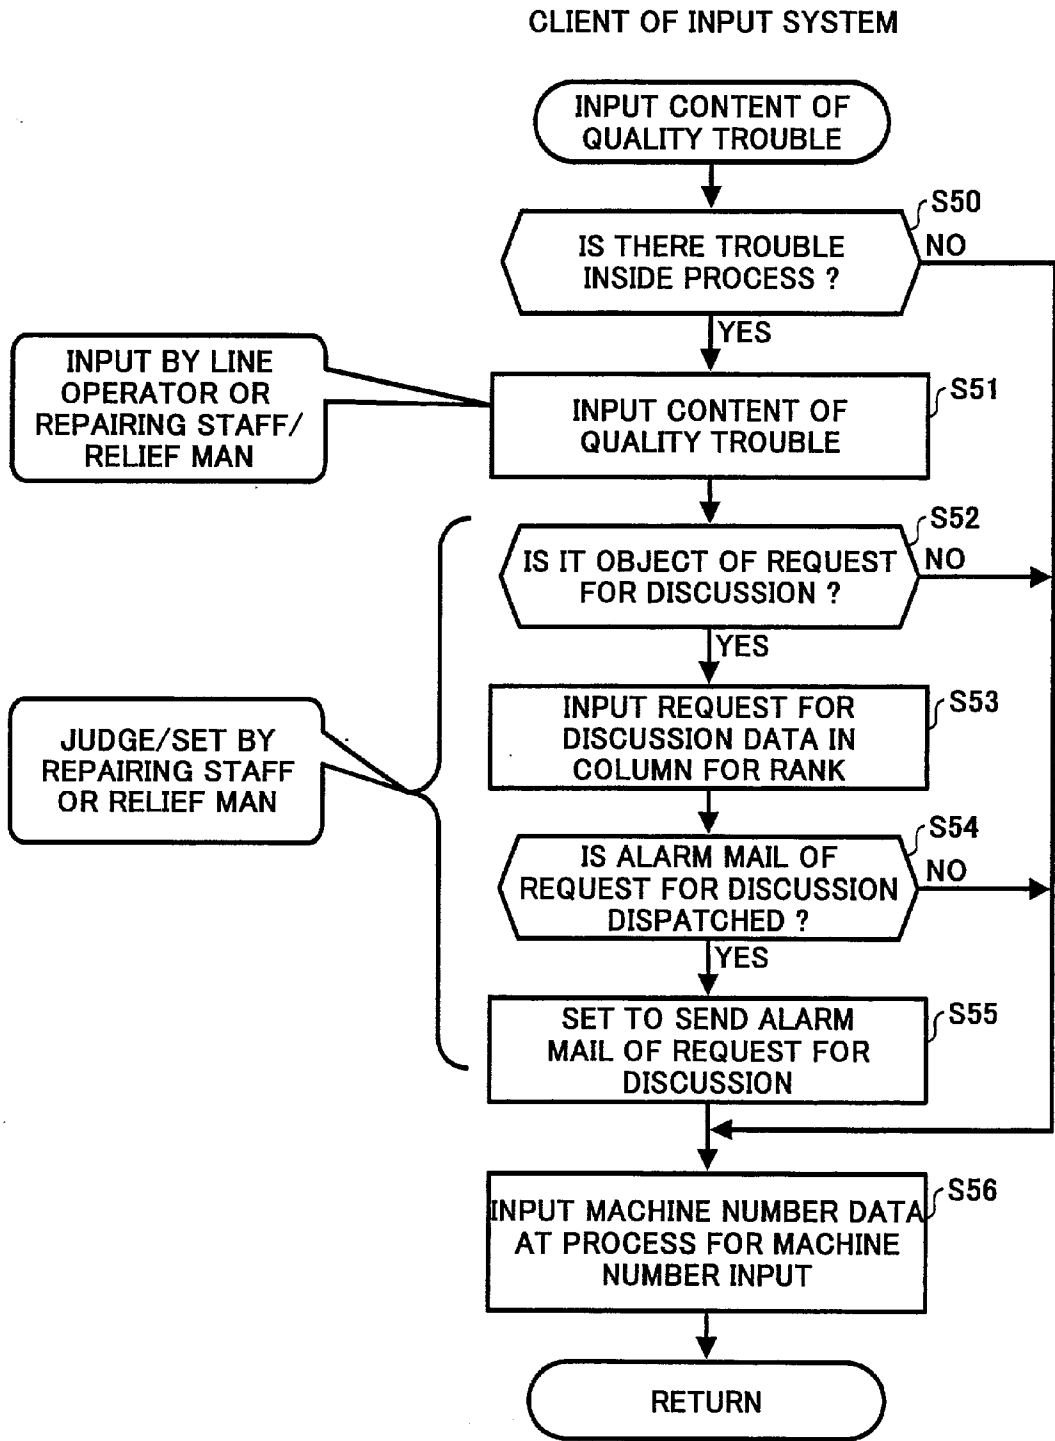 CLIENT OF INPUT SYSTEM
INPUT CONTENT OF
QUALITY TROUBLE
S50
IS THERE TROUBLE
INSIDE PROCESS ?
NO
YES
INPUT BY LINE
OPERATOR OR
REPAIRING STAFF/
RELIEF MAN
S51
INPUT CONTENT OF
QUALITY TROUBLE
S52
IS IT OBJECT OF REQUEST
FOR DISCUSSION ?
NO
YES
S53
INPUT REQUEST FOR
DISCUSSION DATA IN
COLUMN FOR RANK
JUDGE/SET BY
REPAIRING STAFF
OR RELIEF MAN
S54
IS ALARM MAIL OF
REQUEST FOR DISCUSSION
DISPATCHED ?
NO
YES
S55
SET TO SEND ALARM
MAIL OF REQUEST FOR
DISCUSSION
S56
INPUT MACHINE NUMBER DATA
AT PROCESS FOR MACHINE
NUMBER INPUT
RETURN